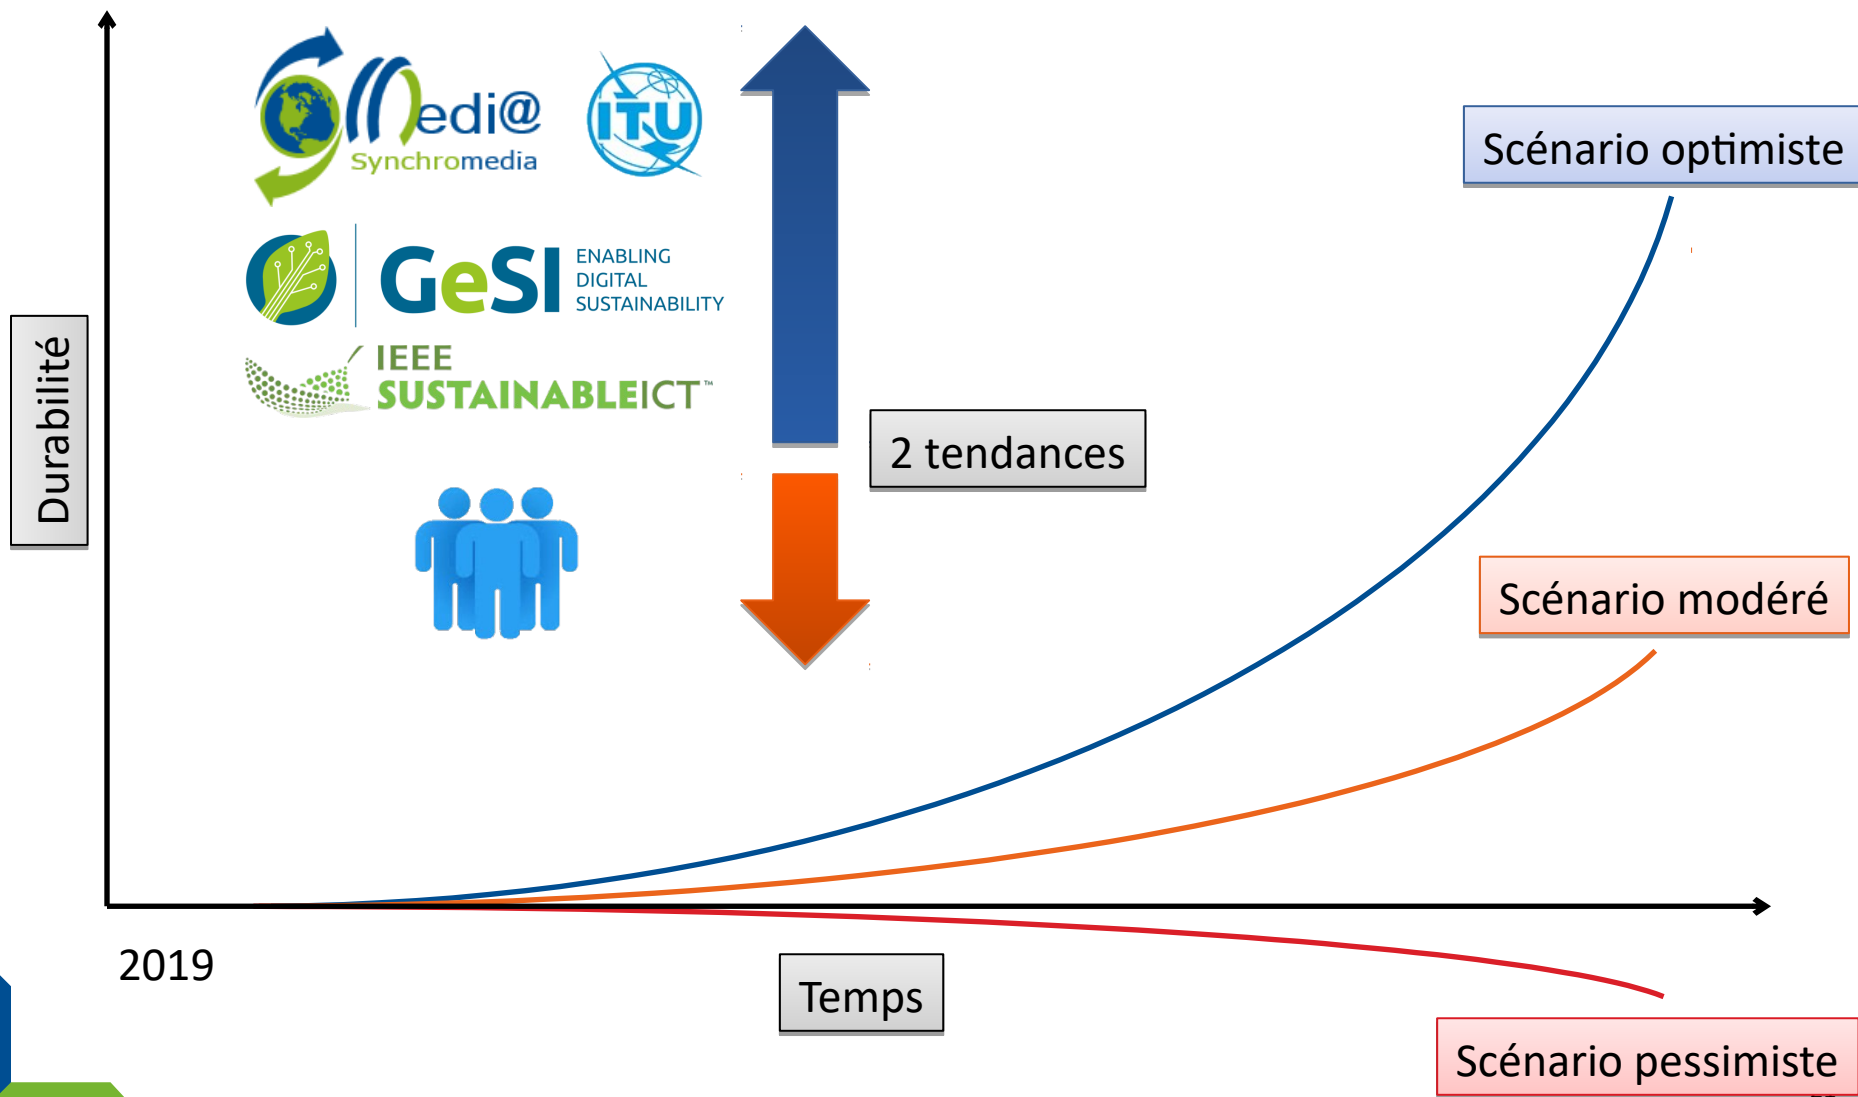 Medi@
Synchromedia
ITU
GeSI
ENABLING
DIGITAL
SUSTAINABILITY
IEEE
SUSTAINABLEICT™
Durabilité
2 tendances
Scénario optimiste
Scénario modéré
2019
Temps
Scénario pessimiste